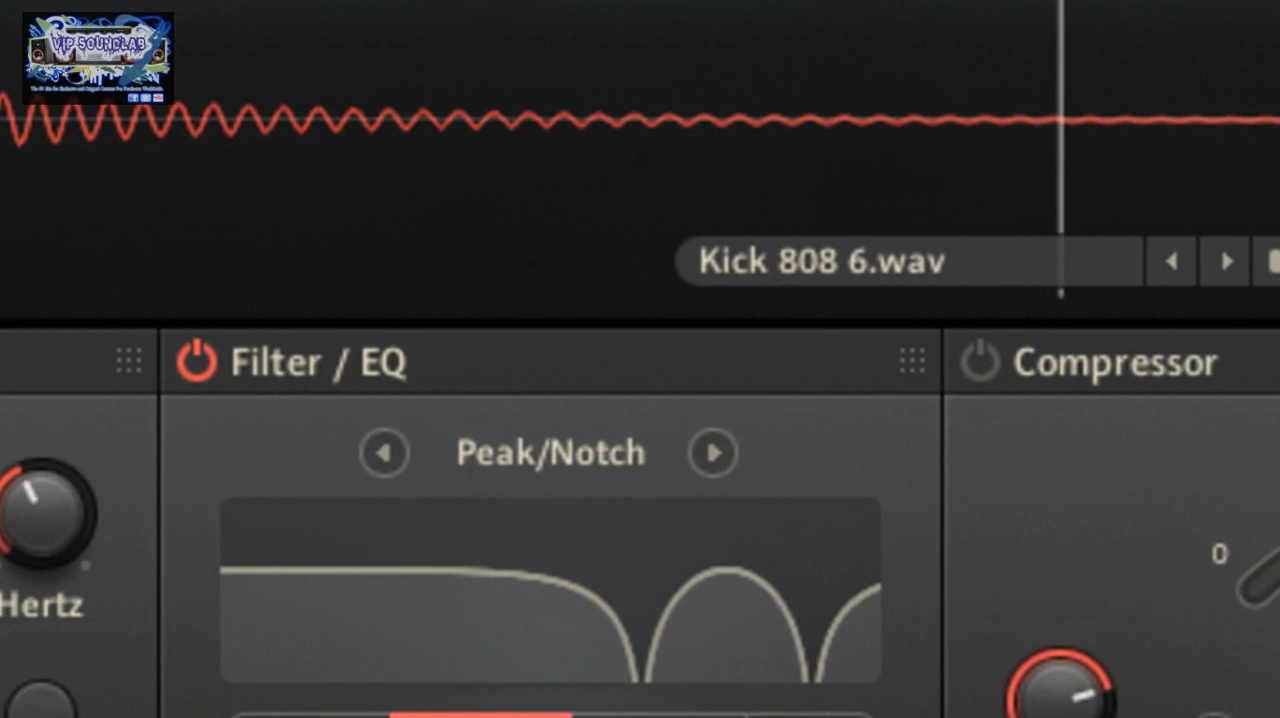 VIP SOUNDLAB
Kick 808 6.wav
Filter / EQ
Compressor
Peak/Notch
0
Hertz